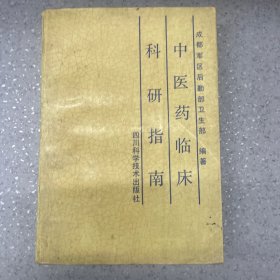 成都军区后勤部卫生部 编著
中医药临床
科研指南
四川科学技术出版社